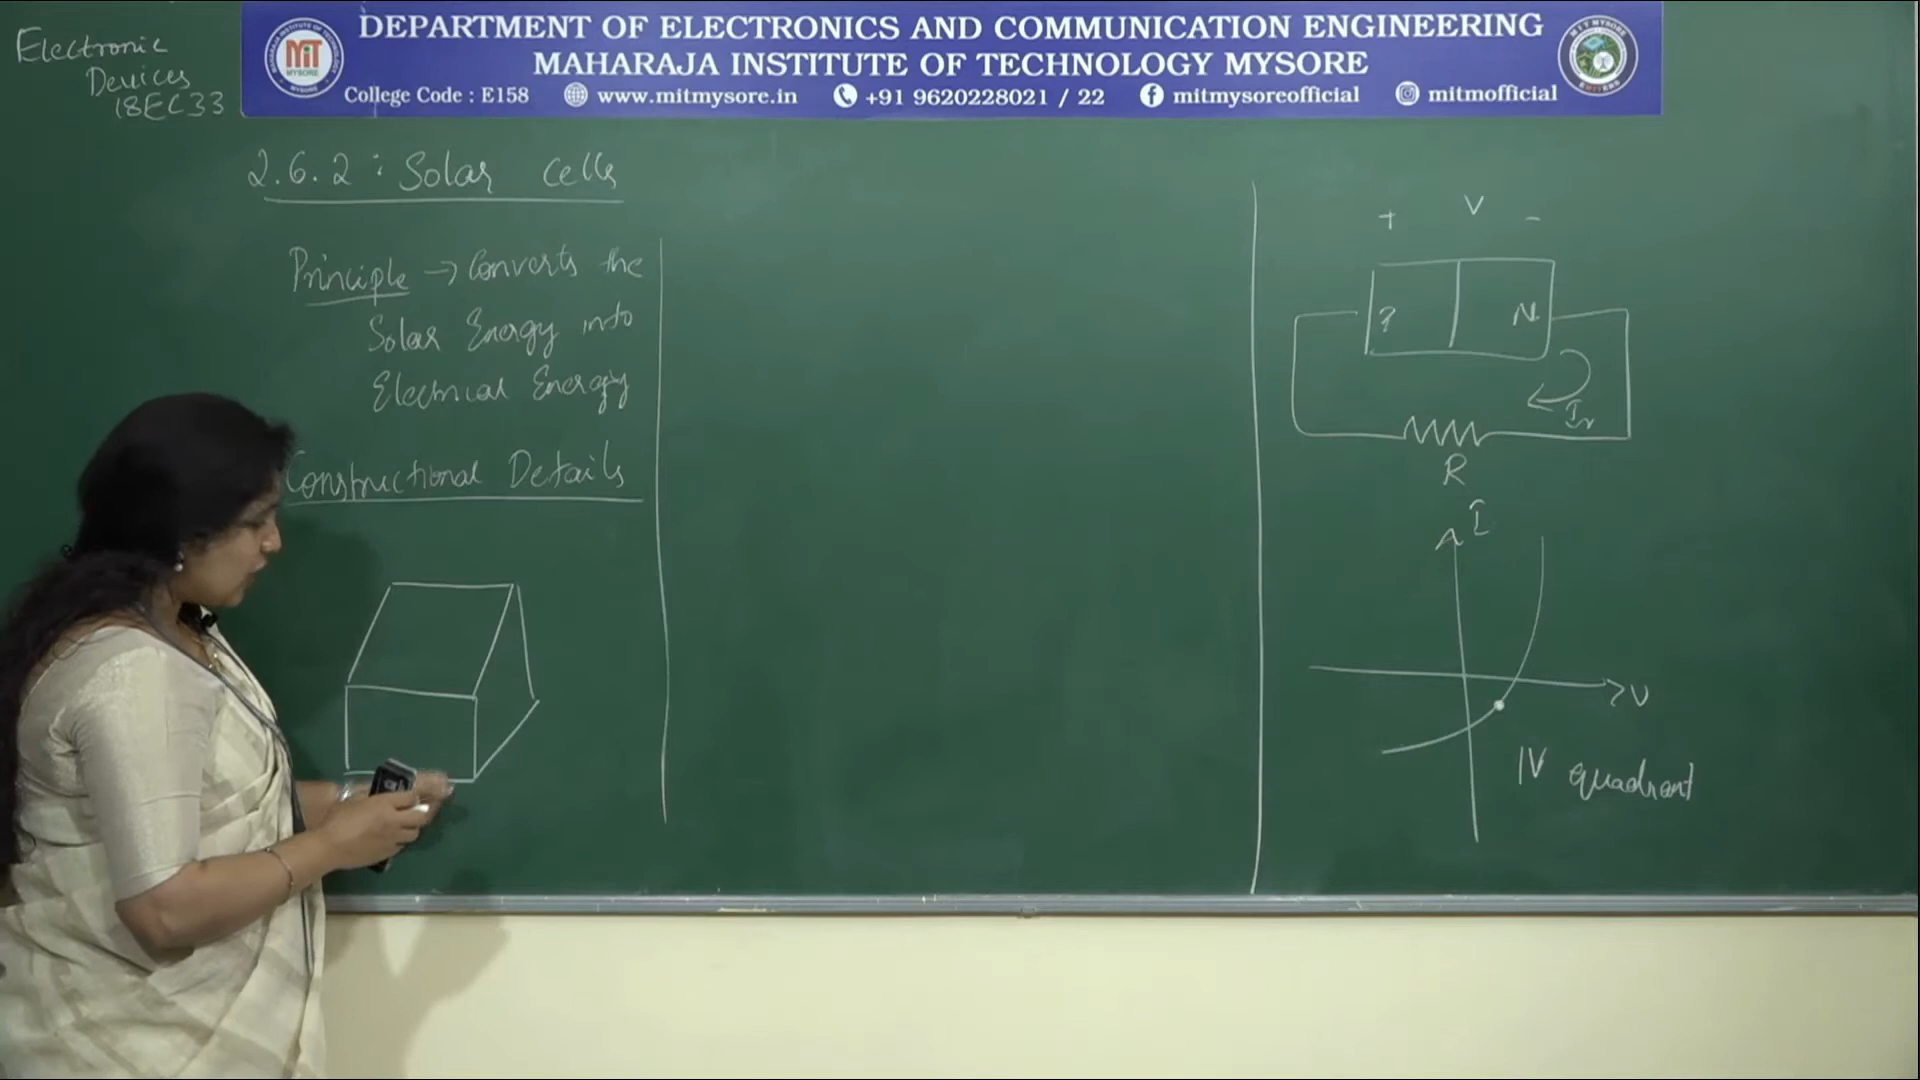 Electronic
Devices
18EC33
DEPARTMENT OF ELECTRONICS AND COMMUNICATION ENGINEERING
MAHARAJA INSTITUTE OF TECHNOLOGY MYSORE
College Code : E158 www.mitmysore.in +91 9620228021 / 22 mitmysoreofficial mitmofficial
MIT
MYSORE
2.6.2 : Solar cells
Principle → Converts the
Solar Energy into
Electrical Energy
Constructional Details
+ V -
P N
Ir
R
I
V
IV quadrant